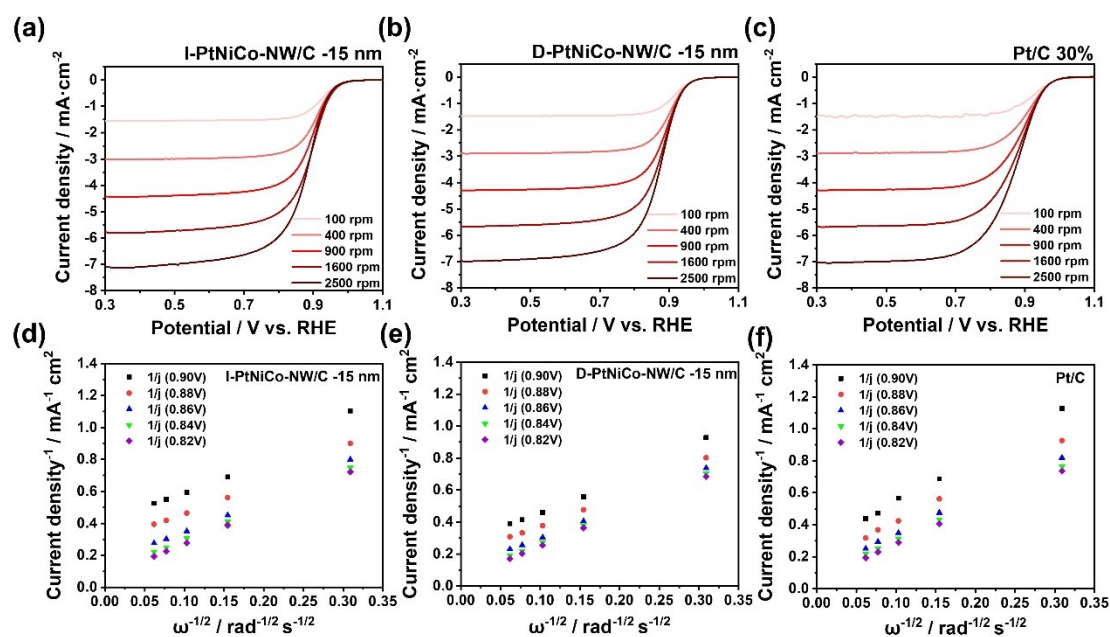 (a)
I-PtNiCo-NW/C -15 nm
Current density / mA·cm⁻²
0
-1
-2
-3
-4
-5
-6
-7
-8
100 rpm
400 rpm
900 rpm
1600 rpm
2500 rpm
0.3 0.5 0.7 0.9 1.1
Potential / V vs. RHE
(b)
D-PtNiCo-NW/C -15 nm
Current density / mA cm⁻²
0
-1
-2
-3
-4
-5
-6
-7
-8
100 rpm
400 rpm
900 rpm
1600 rpm
2500 rpm
0.3 0.5 0.7 0.9 1.1
Potential / V vs. RHE
(c)
Pt/C 30%
Current density / mA cm⁻²
0
-1
-2
-3
-4
-5
-6
-7
-8
100 rpm
400 rpm
900 rpm
1600 rpm
2500 rpm
0.3 0.5 0.7 0.9 1.1
Potential / V vs. RHE
(d)
Current density⁻¹ / mA⁻¹ cm²
1.4
1.2
1.0
0.8
0.6
0.4
0.2
0.0
1/j (0.90V)
1/j (0.88V)
1/j (0.86V)
1/j (0.84V)
1/j (0.82V)
I-PtNiCo-NW/C -15 nm
0.00 0.05 0.10 0.15 0.20 0.25 0.30 0.35
ω⁻¹/² / rad⁻¹/² s⁻¹/²
(e)
Current density⁻¹ / mA⁻¹ cm²
1.4
1.2
1.0
0.8
0.6
0.4
0.2
0.0
1/j (0.90V)
1/j (0.88V)
1/j (0.86V)
1/j (0.84V)
1/j (0.82V)
D-PtNiCo-NW/C -15 nm
0.00 0.05 0.10 0.15 0.20 0.25 0.30 0.35
ω⁻¹/² / rad⁻¹/² s⁻¹/²
(f)
Current density⁻¹ / mA⁻¹ cm²
1.4
1.2
1.0
0.8
0.6
0.4
0.2
0.0
1/j (0.90V)
1/j (0.88V)
1/j (0.86V)
1/j (0.84V)
1/j (0.82V)
Pt/C
0.00 0.05 0.10 0.15 0.20 0.25 0.30 0.35
ω⁻¹/² / rad⁻¹/² s⁻¹/²